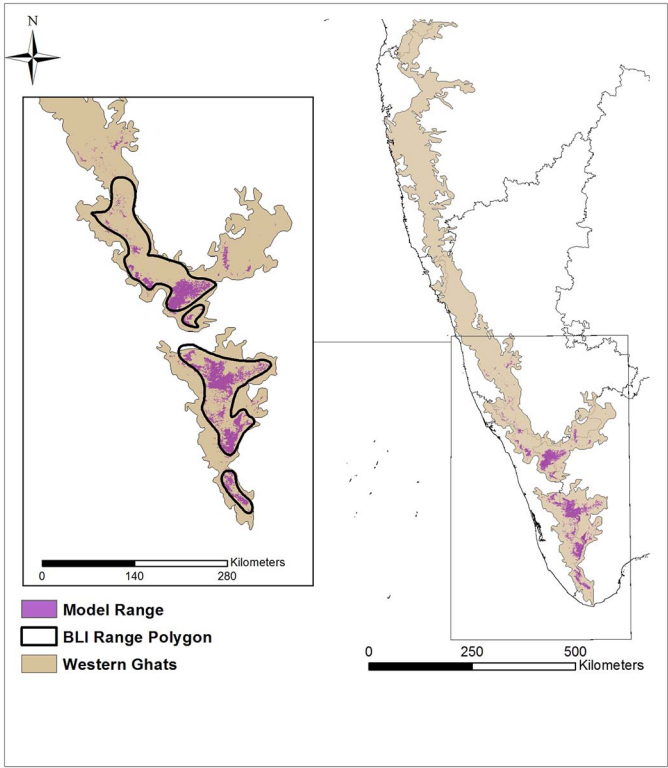 N
0 140 280 Kilometers
Model Range
BLI Range Polygon
Western Ghats
0 250 500 Kilometers